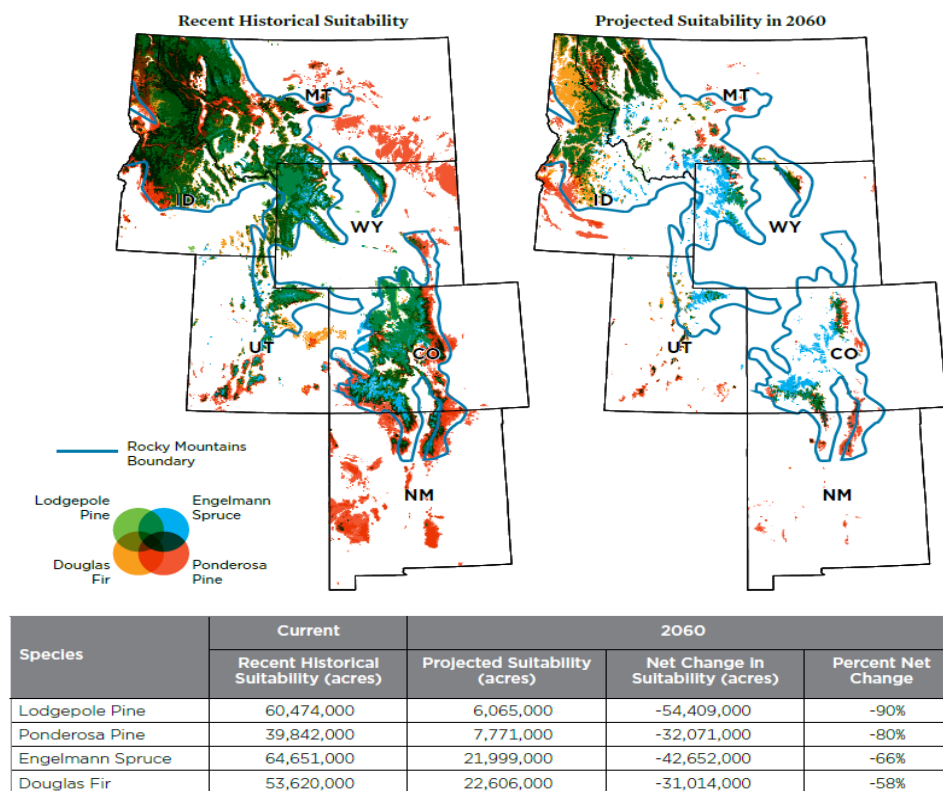 Recent Historical Suitability
Projected Suitability in 2060
MT
ID
WY
UT
CO
NM
MT
ID
WY
UT
CO
NM
Rocky Mountains
Boundary
Lodgepole
Pine
Engelmann
Spruce
Douglas
Fir
Ponderosa
Pine
Species Current 2060
Recent Historical Suitability (acres) Projected Suitability (acres) Net Change in Suitability (acres) Percent Net Change
Lodgepole Pine 60,474,000 6,065,000 -54,409,000 -90%
Ponderosa Pine 39,842,000 7,771,000 -32,071,000 -80%
Engelmann Spruce 64,651,000 21,999,000 -42,652,000 -66%
Douglas Fir 53,620,000 22,606,000 -31,014,000 -58%